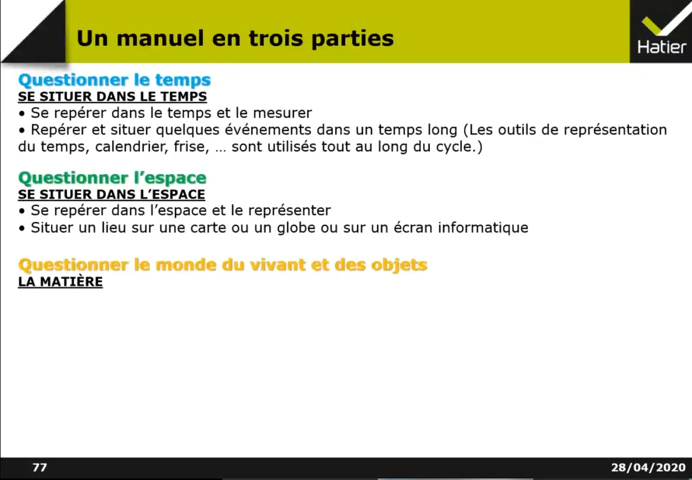 Un manuel en trois parties
Hatier
Questionner le temps
SE SITUER DANS LE TEMPS
• Se repérer dans le temps et le mesurer
• Repérer et situer quelques événements dans un temps long (Les outils de représentation
du temps, calendrier, frise, … sont utilisés tout au long du cycle.)
Questionner l’espace
SE SITUER DANS L’ESPACE
• Se repérer dans l’espace et le représenter
• Situer un lieu sur une carte ou un globe ou sur un écran informatique
Questionner le monde du vivant et des objets
LA MATIÈRE
77
28/04/2020